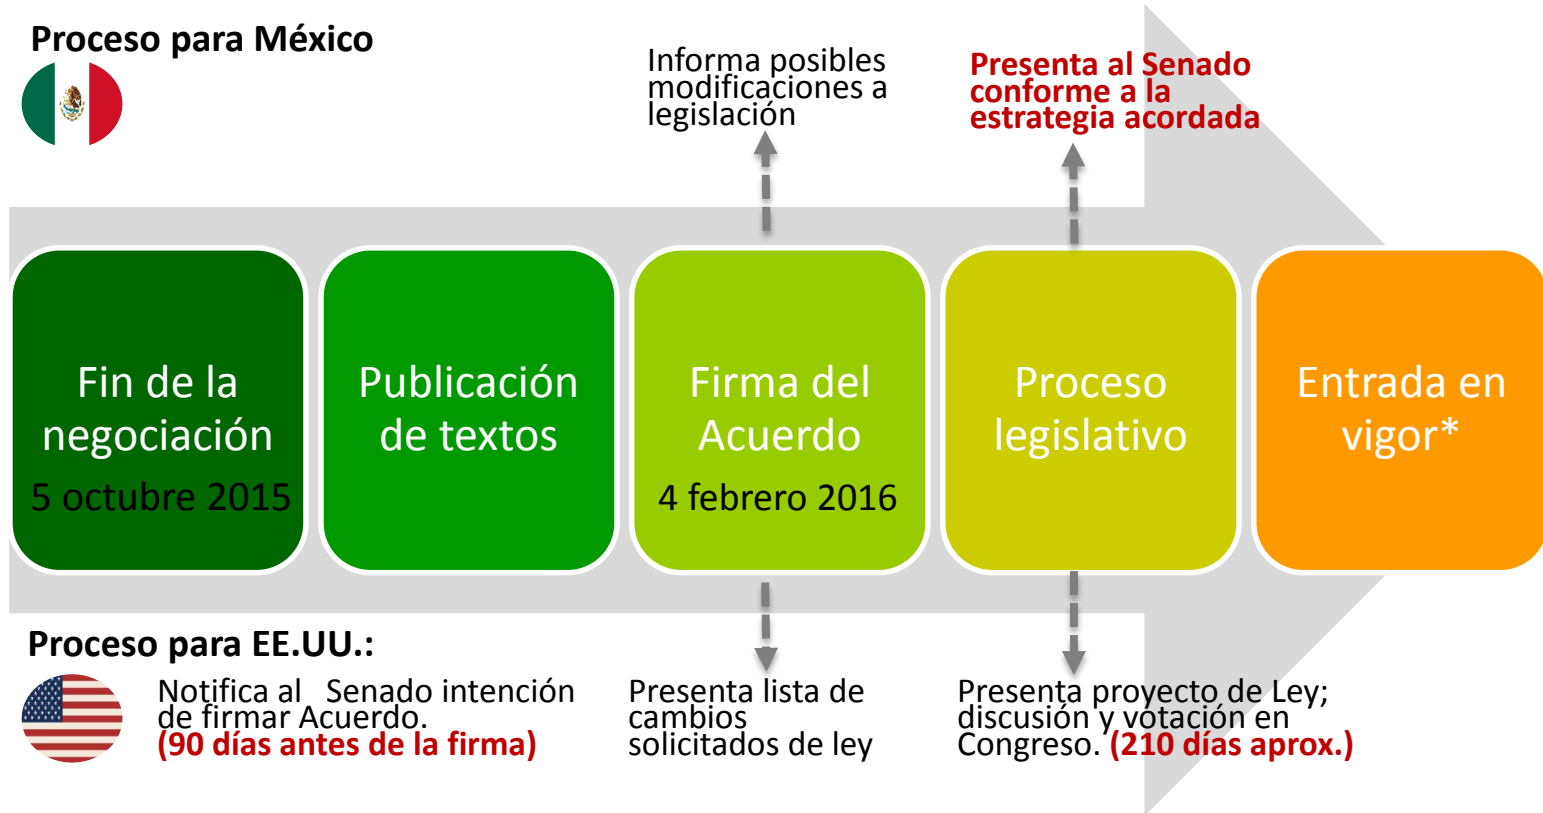 Proceso para México
Informa posibles
modificaciones a
legislación
Presenta al Senado
conforme a la
estrategia acordada
Fin de la
negociación
5 octubre 2015
Publicación
de textos
Firma del
Acuerdo
4 febrero 2016
Proceso
legislativo
Entrada en
vigor*
Proceso para EE.UU.:
Notifica al Senado intención
de firmar Acuerdo.
(90 días antes de la firma)
Presenta lista de
cambios
solicitados de ley
Presenta proyecto de Ley;
discusión y votación en
Congreso. (210 días aprox.)